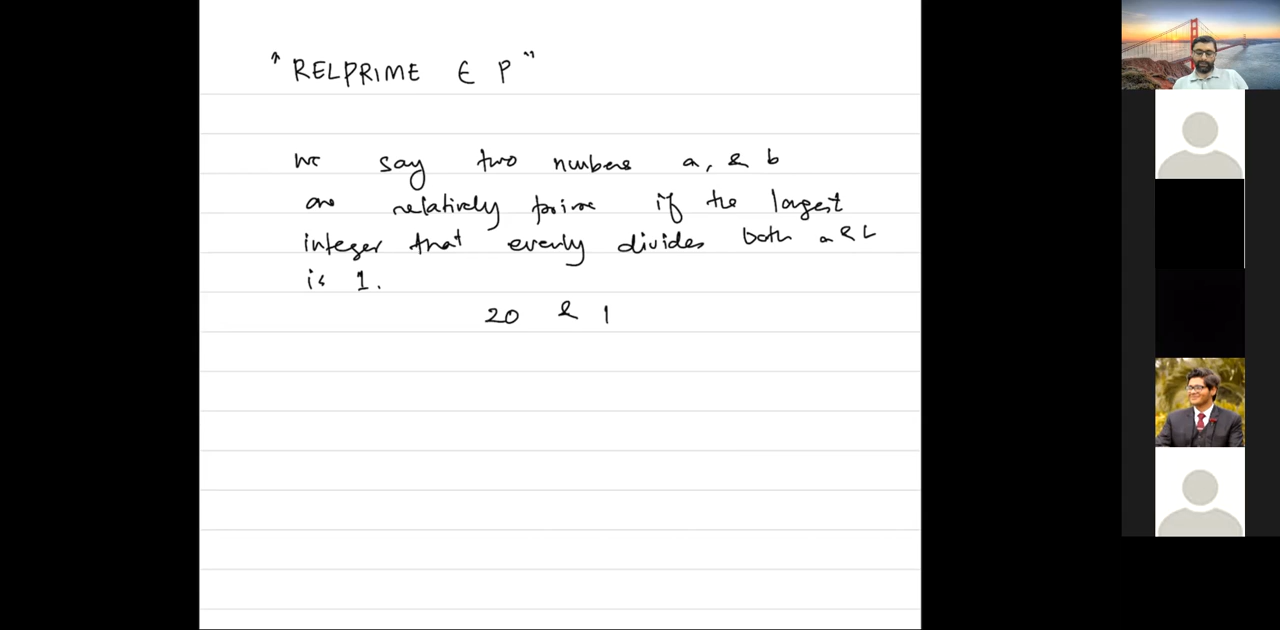 "RELPRIME ∈ P"
we say two numbers a, & b
are relatively prime if the largest
integer that evenly divides both a & b
is 1.
20 & 1